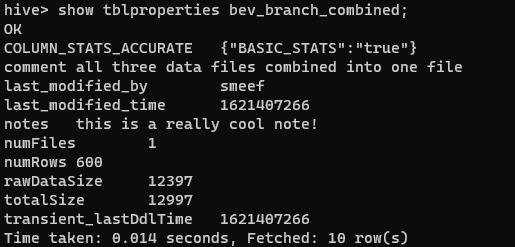 hive> show tblproperties bev_branch_combined;
OK
COLUMN_STATS_ACCURATE   {"BASIC_STATS":"true"}
comment all three data files combined into one file
last_modified_by        smeef
last_modified_time      1621407266
notes   this is a really cool note!
numFiles        1
numRows 600
rawDataSize     12397
totalSize       12997
transient_lastDdlTime   1621407266
Time taken: 0.014 seconds, Fetched: 10 row(s)